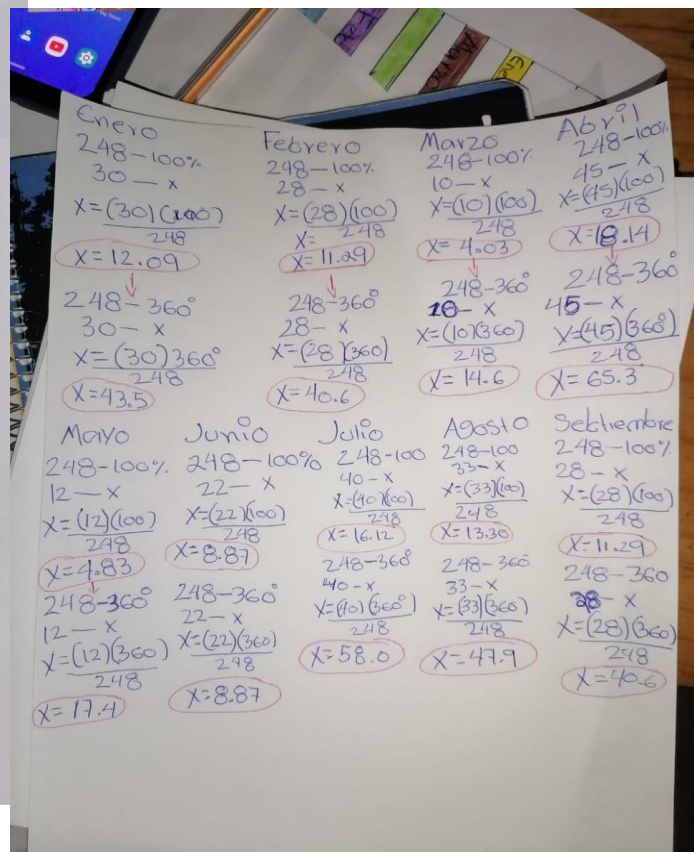 Play Store
Marzo
Enero
248-100%
30 — x
X=(30)(100)
248
X=12.09
248-360°
30 — x
X=(30)360°
248
X=43.5
Febrero
248-100%
28 — x
X=(28)(100)
X= 248
X=11.29
248-360°
28 — x
X=(28)(360)
248
X=40.6
Marzo
248-100%
10 — x
X=(10)(100)
248
X=4.03
248-360°
10 — x
X=(10)(360)
248
X=14.6
Abril
248-100%
45 — x
X=(45)(100)
248
X=18.14
248-360°
45 — x
X=(45)(360°)
248
X=65.3
Mayo
248-100%.
12 — x
X=(12)(100)
248
X=4.83
248-360°
12 — x
X=(12)(360)
248
X=17.4
Junio
248-100%
22 — x
X=(22)(100)
248
X=8.87
248-360°
22 — x
X=(22)(360)
248
X=8.87
Julio
248-100
40-x
X=(40)(100)
248
X=16.12
248-360°
40-x
X=(40)(360°)
248
X=58.0
Agosto
248-100
33-x
X=(33)(100)
248
X=13.30
248-360
33-x
X=(33)(360)
248
X=47.9
Sebtiembre
248-100%
28 — x
X=(28)(100)
248
X=11.29
248-360
28 — x
X=(28)(360)
248
X=40.6